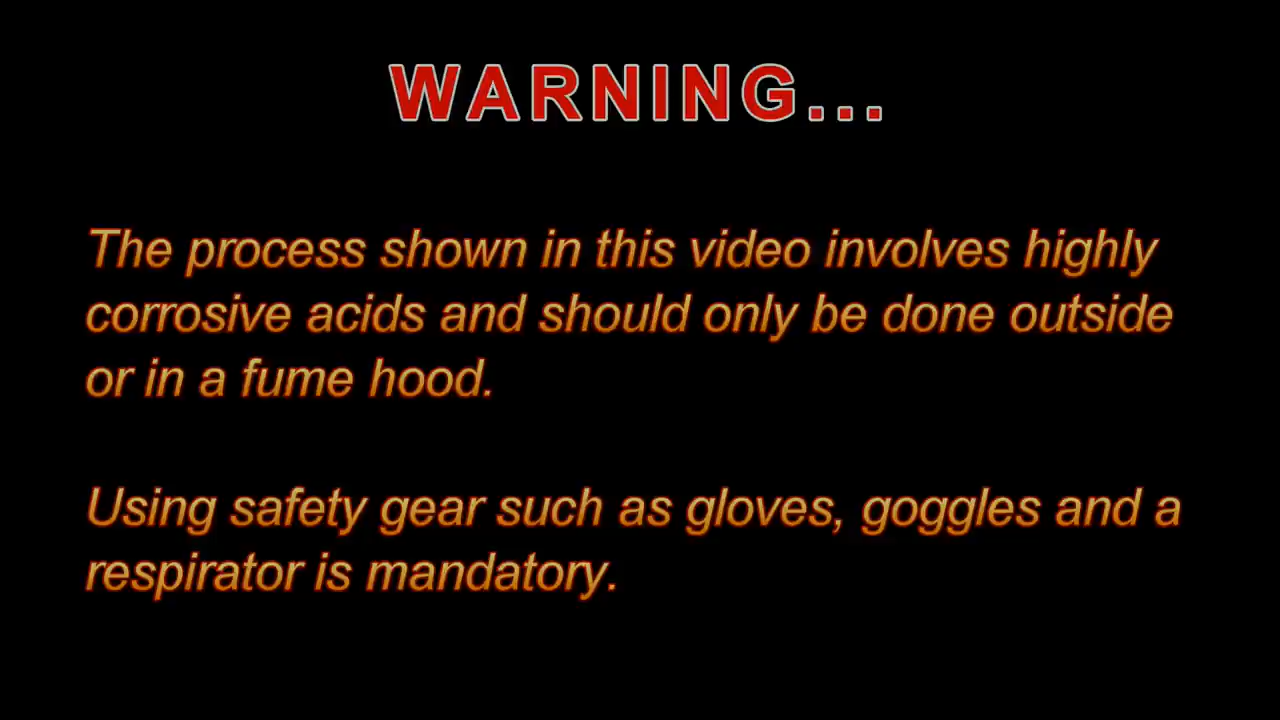 WARNING...
The process shown in this video involves highly
corrosive acids and should only be done outside
or in a fume hood.
Using safety gear such as gloves, goggles and a
respirator is mandatory.